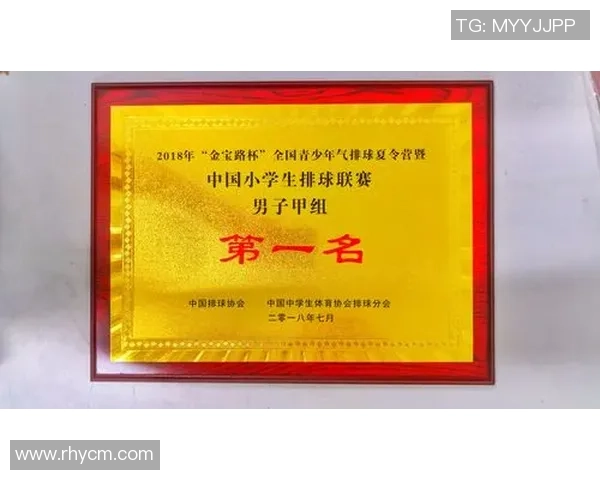 TG: MYYJJPP
2018年“金宝路杯”全国青少年气排球夏令营暨
中国小学生排球联赛
男子甲组
第一名
中国排球协会 中国中学生体育协会排球分会
二零一八年七月
www.rhycm.com